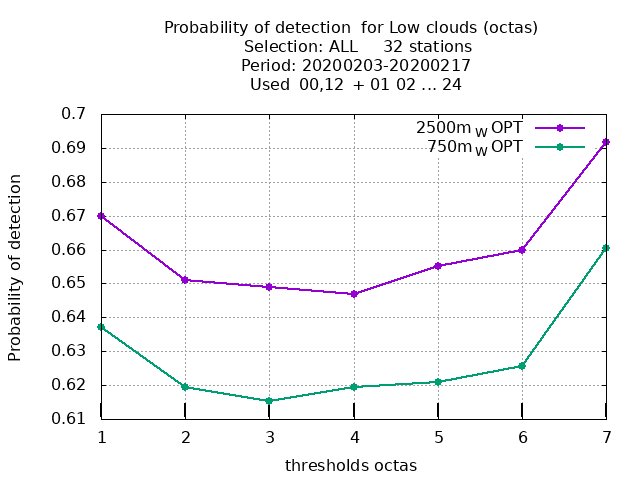 Probability of detection  for Low clouds (octas)
Selection: ALL     32 stations
Period: 20200203-20200217
Used  00,12  + 01 02 ... 24
2500m W OPT
750m W OPT
Probability of detection
0.7
0.69
0.68
0.67
0.66
0.65
0.64
0.63
0.62
0.61
1 2 3 4 5 6 7
thresholds octas